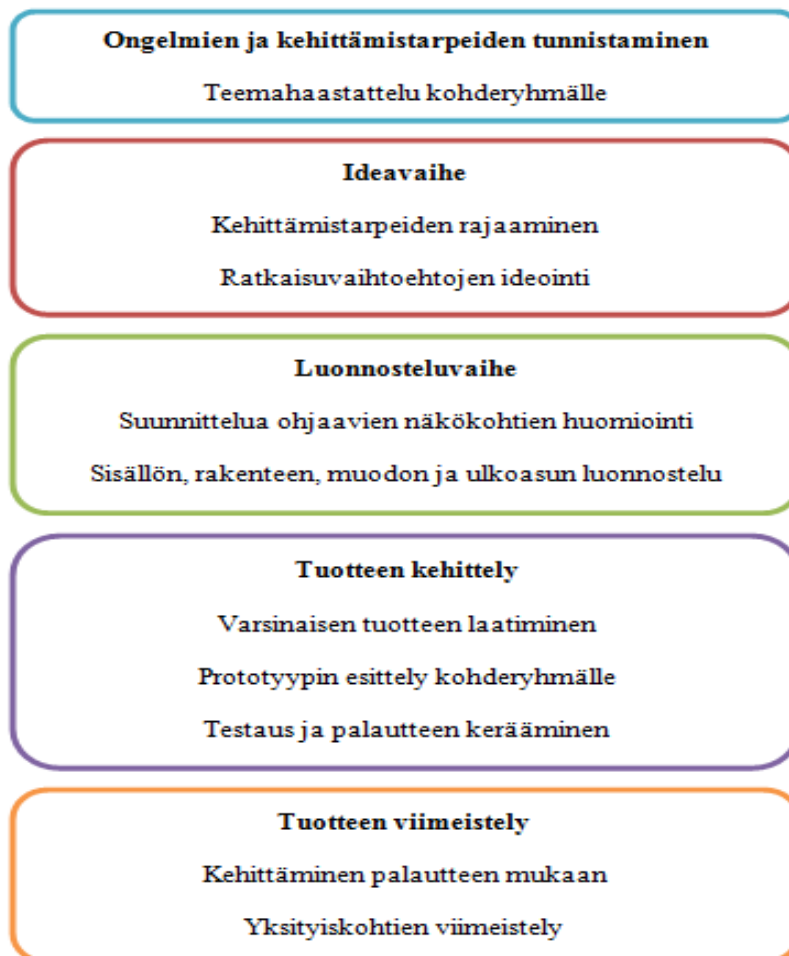 Ongelmien ja kehittämistarpeiden tunnistaminen
Teemahaastattelu kohderyhmälle
Ideavaihe
Kehittämistarpeiden rajaaminen
Ratkaisuvaihtoehtojen ideointi
Luonnosteluvaihe
Suunnittelua ohjaavien näkökohtien huomiointi
Sisällön, rakenteen, muodon ja ulkoasun luonnostelu
Tuotteen kehittely
Varsinaisen tuotteen laatiminen
Prototyypin esittely kohderyhmälle
Testaus ja palautteen kerääminen
Tuotteen viimeistely
Kehittäminen palautteen mukaan
Yksityiskohtien viimeistely